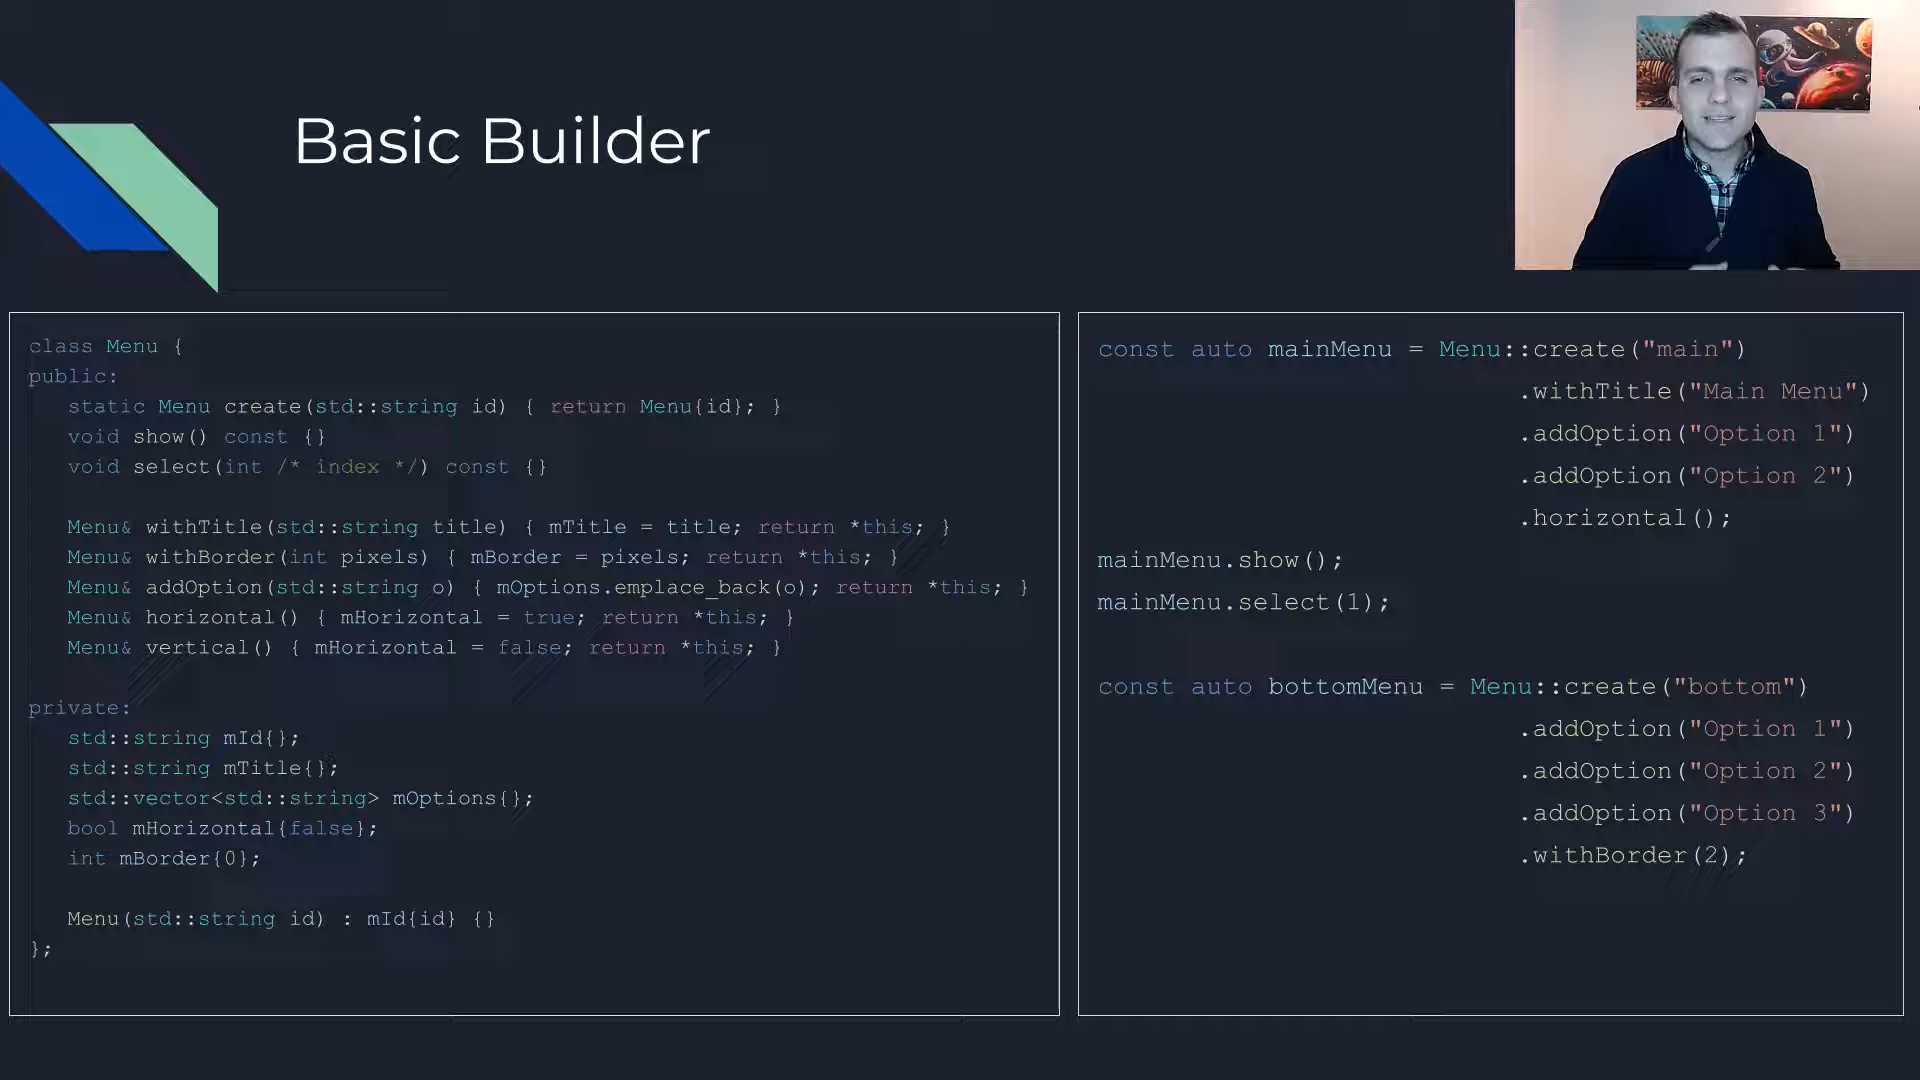 Basic Builder
class Menu {
public:
static Menu create(std::string id) { return Menu{id}; }
void show() const {}
void select(int /* index */) const {}
Menu& withTitle(std::string title) { mTitle = title; return *this; }
Menu& withBorder(int pixels) { mBorder = pixels; return *this; }
Menu& addOption(std::string o) { mOptions.emplace_back(o); return *this; }
Menu& horizontal() { mHorizontal = true; return *this; }
Menu& vertical() { mHorizontal = false; return *this; }
private:
std::string mId{};
std::string mTitle{};
std::vector<std::string> mOptions{};
bool mHorizontal{false};
int mBorder{0};
Menu(std::string id) : mId{id} {}
};
const auto mainMenu = Menu::create("main")
.withTitle("Main Menu")
.addOption("Option 1")
.addOption("Option 2")
.horizontal();
mainMenu.show();
mainMenu.select(1);
const auto bottomMenu = Menu::create("bottom")
.addOption("Option 1")
.addOption("Option 2")
.addOption("Option 3")
.withBorder(2);